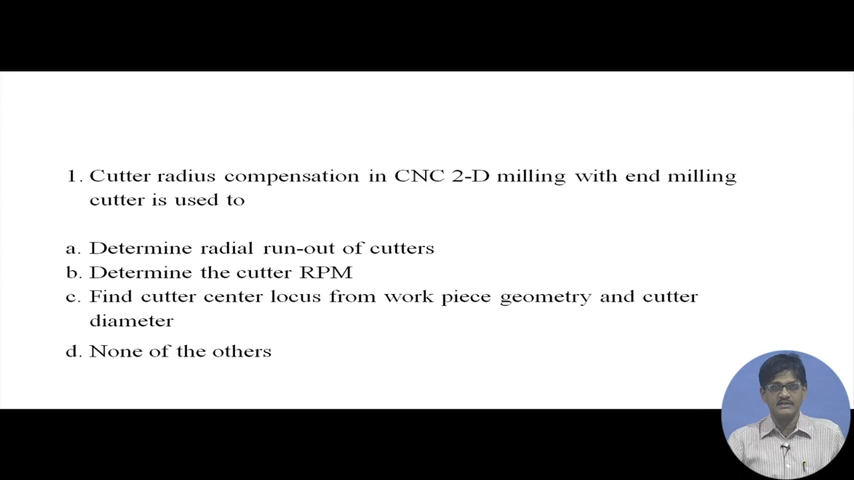 1. Cutter radius compensation in CNC 2-D milling with end milling
cutter is used to
a. Determine radial run-out of cutters
b. Determine the cutter RPM
c. Find cutter center locus from work piece geometry and cutter
diameter
d. None of the others